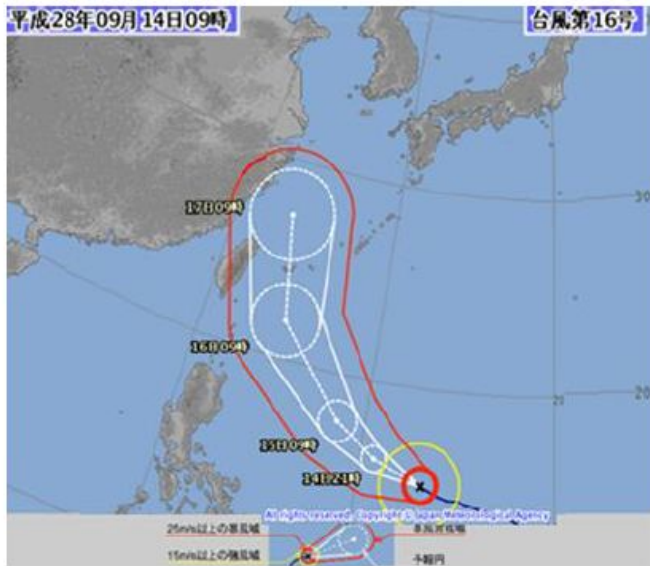 平成28年09月14日09時
台風第16号
17日09時
30
16日09時
20
15日09時
14日21時
All rights reserved. Copyright © Japan Meteorological Agency
25m/s以上の暴風域
暴風警戒域
15m/s以上の強風域
予報円